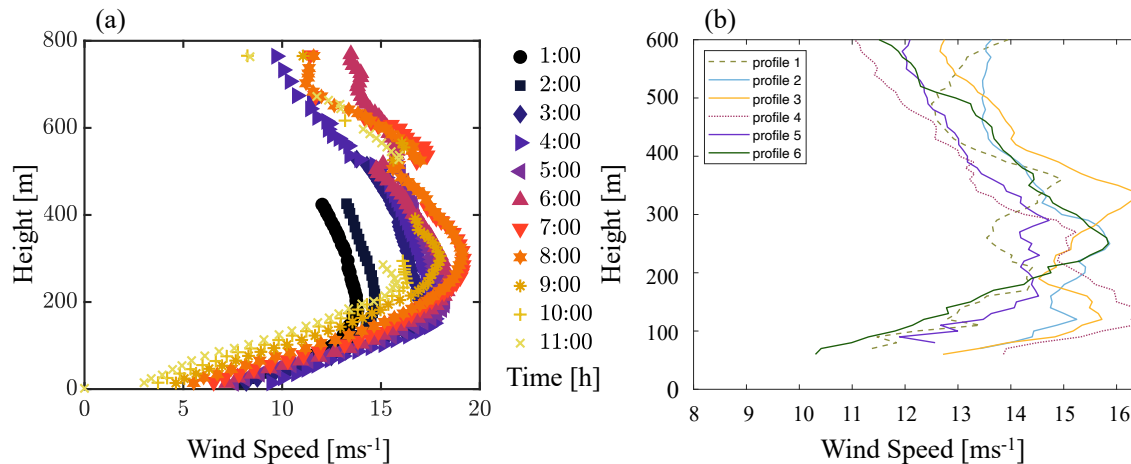 (a)
800
600
400
200
0
0
5
10
15
20
Height [m]
Wind Speed [ms⁻¹]
1:00
2:00
3:00
4:00
5:00
6:00
7:00
8:00
9:00
10:00
11:00
Time [h]
(b)
600
500
400
300
200
100
0
8
9
10
11
12
13
14
15
16
Height [m]
Wind Speed [ms⁻¹]
profile 1
profile 2
profile 3
profile 4
profile 5
profile 6